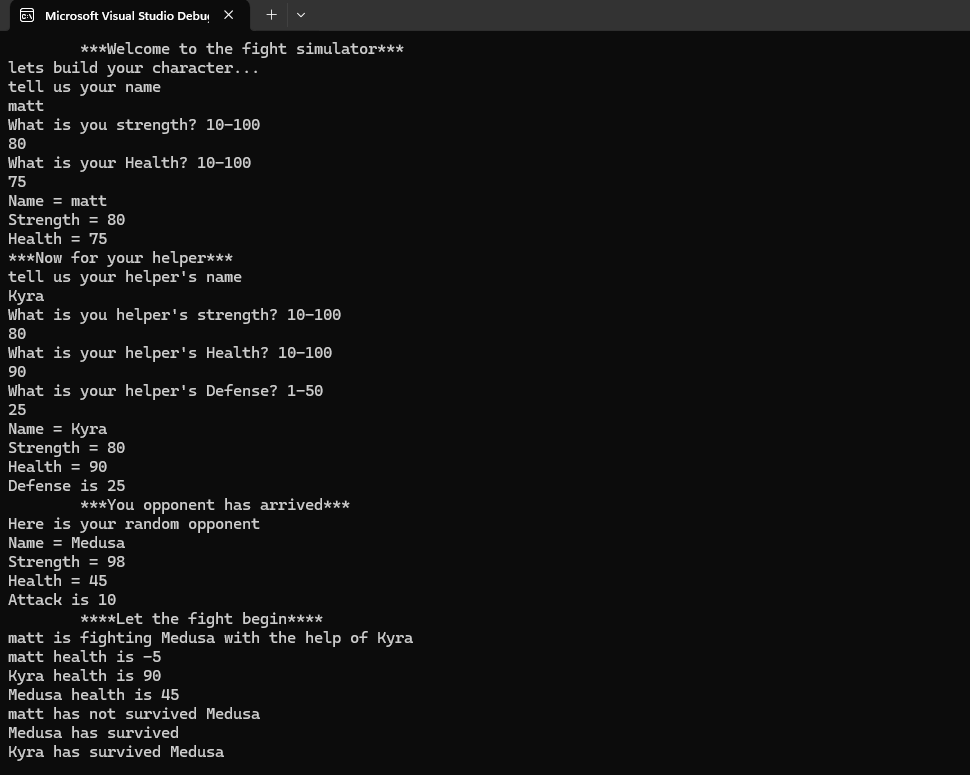 Microsoft Visual Studio Debu
***Welcome to the fight simulator***
lets build your character...
tell us your name
matt
What is you strength? 10-100
80
What is your Health? 10-100
75
Name = matt
Strength = 80
Health = 75
***Now for your helper***
tell us your helper's name
Kyra
What is you helper's strength? 10-100
80
What is your helper's Health? 10-100
90
What is your helper's Defense? 1-50
25
Name = Kyra
Strength = 80
Health = 90
Defense is 25
***You opponent has arrived***
Here is your random opponent
Name = Medusa
Strength = 98
Health = 45
Attack is 10
****Let the fight begin****
matt is fighting Medusa with the help of Kyra
matt health is -5
Kyra health is 90
Medusa health is 45
matt has not survived Medusa
Medusa has survived
Kyra has survived Medusa